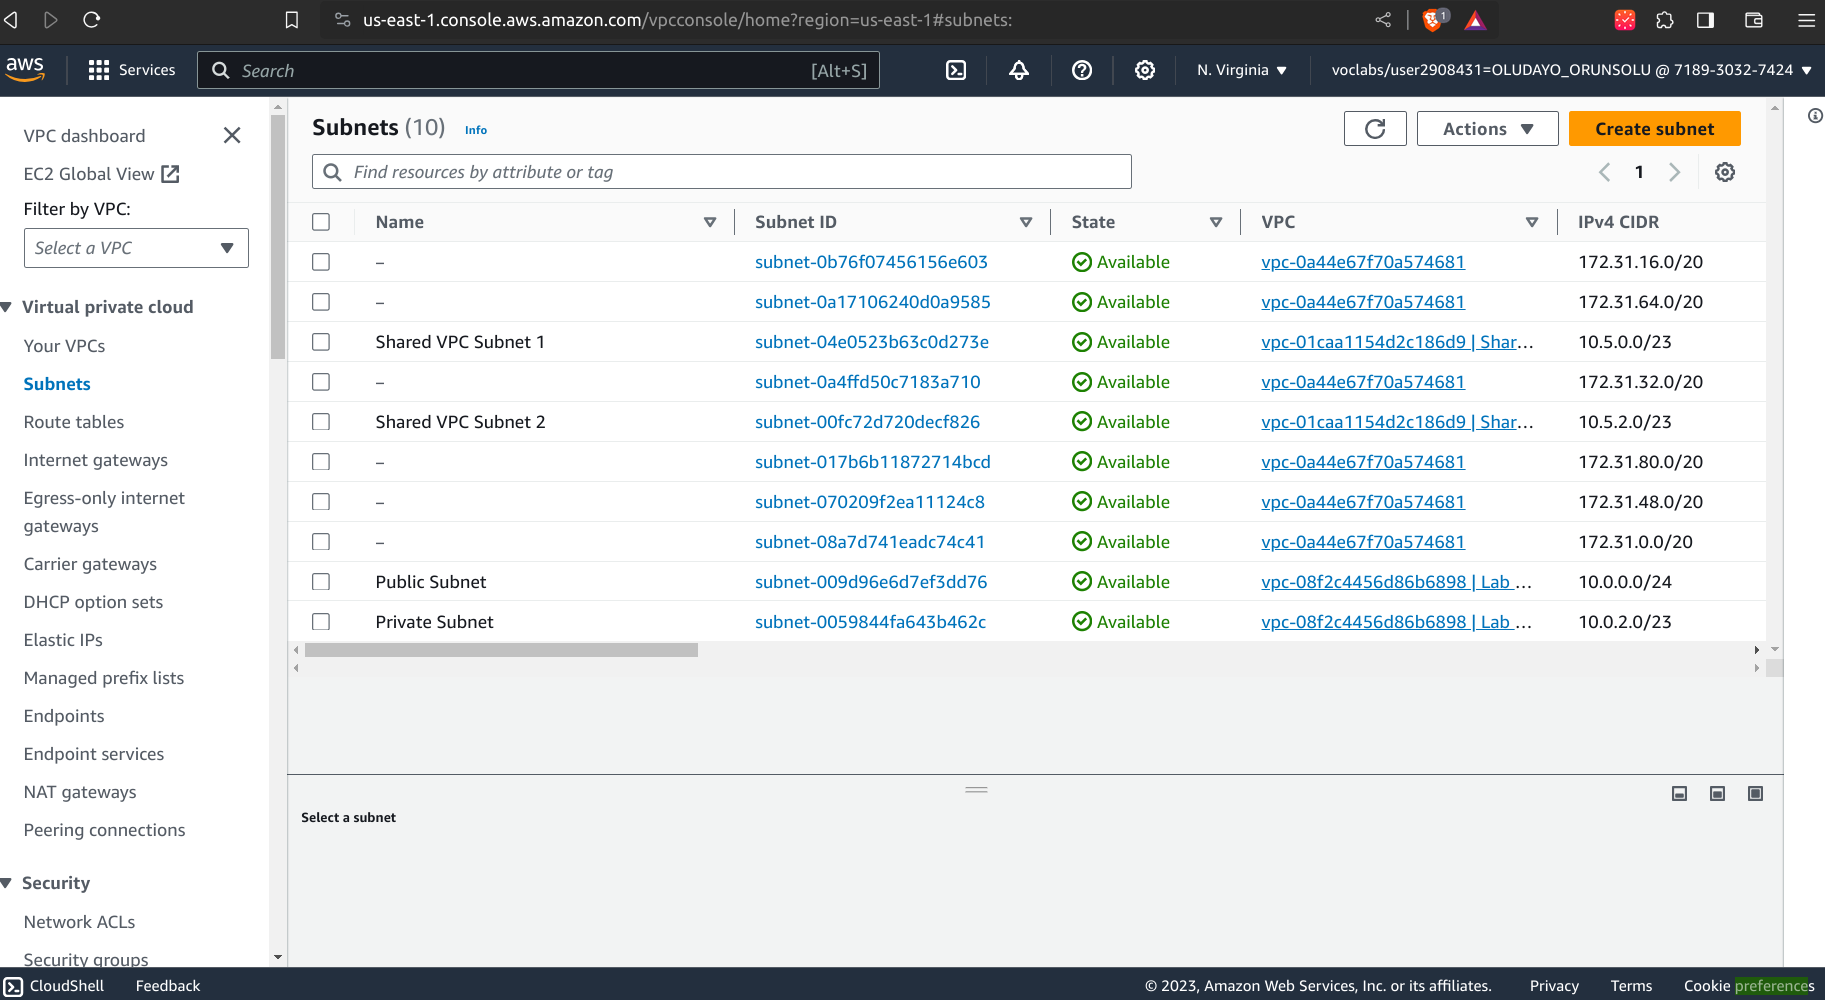 us-east-1.console.aws.amazon.com/vpcconsole/home?region=us-east-1#subnets:
1
aws
Services
Search
[Alt+S]
N. Virginia
voclabs/user2908431=OLUDAYO_ORUNSOLU @ 7189-3032-7424
VPC dashboard
EC2 Global View
Filter by VPC:
Select a VPC
Virtual private cloud
Your VPCs
Subnets
Route tables
Internet gateways
Egress-only internet
gateways
Carrier gateways
DHCP option sets
Elastic IPs
Managed prefix lists
Endpoints
Endpoint services
NAT gateways
Peering connections
Security
Network ACLs
Security groups
Subnets (10) Info
Actions
Create subnet
Find resources by attribute or tag
1
Name Subnet ID State VPC IPv4 CIDR
– subnet-0b76f07456156e603 Available vpc-0a44e67f70a574681 172.31.16.0/20
– subnet-0a17106240d0a9585 Available vpc-0a44e67f70a574681 172.31.64.0/20
Shared VPC Subnet 1 subnet-04e0523b63c0d273e Available vpc-01caa1154d2c186d9 | Shar... 10.5.0.0/23
– subnet-0a4ffd50c7183a710 Available vpc-0a44e67f70a574681 172.31.32.0/20
Shared VPC Subnet 2 subnet-00fc72d720decf826 Available vpc-01caa1154d2c186d9 | Shar... 10.5.2.0/23
– subnet-017b6b11872714bcd Available vpc-0a44e67f70a574681 172.31.80.0/20
– subnet-070209f2ea11124c8 Available vpc-0a44e67f70a574681 172.31.48.0/20
– subnet-08a7d741eadc74c41 Available vpc-0a44e67f70a574681 172.31.0.0/20
Public Subnet subnet-009d96e6d7ef3dd76 Available vpc-08f2c4456d86b6898 | Lab ... 10.0.0.0/24
Private Subnet subnet-0059844fa643b462c Available vpc-08f2c4456d86b6898 | Lab ... 10.0.2.0/23
Select a subnet
CloudShell
Feedback
© 2023, Amazon Web Services, Inc. or its affiliates.
Privacy
Terms
Cookie preferences